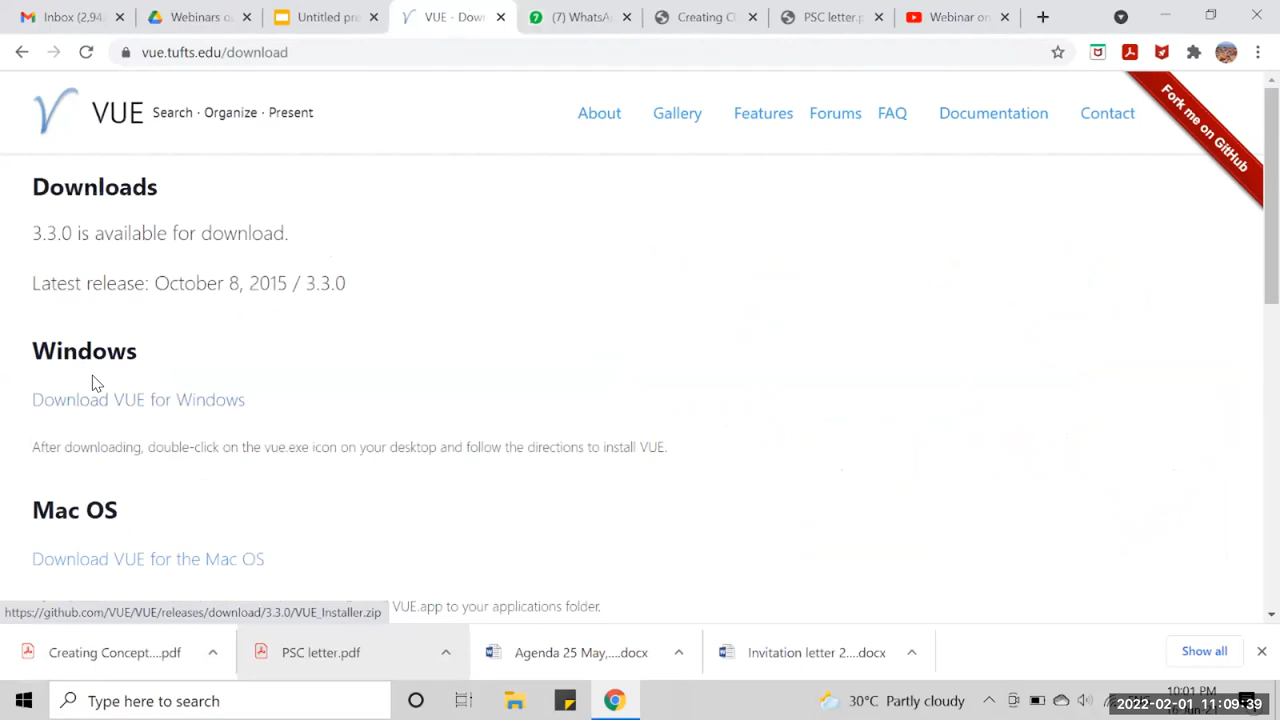 Inbox (2,94
Webinars o
Untitled pre
VUE - Dow
(7) WhatsA
Creating C
PSC letter.p
Webinar on
vue.tufts.edu/download
VUE Search · Organize · Present
About Gallery Features Forums FAQ Documentation Contact
Fork me on GitHub
Downloads
3.3.0 is available for download.
Latest release: October 8, 2015 / 3.3.0
Windows
Download VUE for Windows
After downloading, double-click on the vue.exe icon on your desktop and follow the directions to install VUE.
Mac OS
Download VUE for the Mac OS
https://github.com/VUE/VUE/releases/download/3.3.0/VUE_Installer.zip
VUE.app to your applications folder.
Creating Concept....pdf
PSC letter.pdf
Agenda 25 May,....docx
Invitation letter 2....docx
Show all
Type here to search
30°C Partly cloudy
10:01 PM
2022-02-01 11:09:39